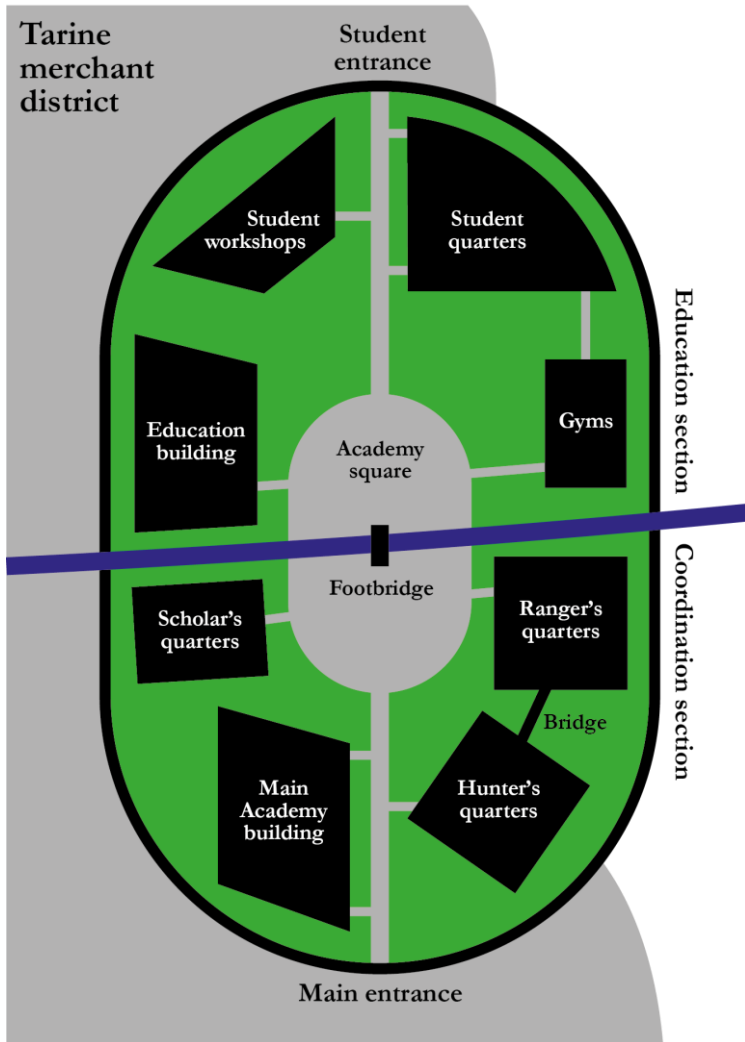 Tarine
merchant
district
Student
entrance
Student
workshops
Student
quarters
Education section
Education
building
Academy
square
Gyms
Footbridge
Scholar's
quarters
Ranger's
quarters
Coordination section
Bridge
Main
Academy
building
Hunter's
quarters
Main entrance